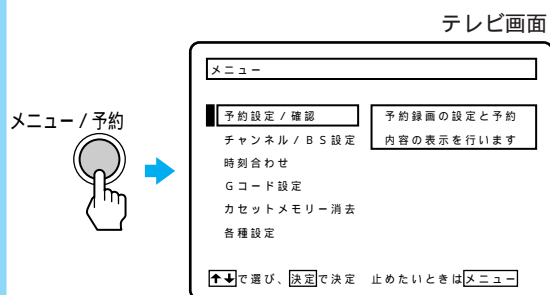 テレビ画面
メニュー / 予約
メニュー
予約設定/確認
チャンネル/BS設定
時刻合わせ
Gコード設定
カセットメモリー消去
各種設定
予約録画の設定と予約
内容の表示を行います
↑↓で選び、決定で決定 止めたいときはメニュー